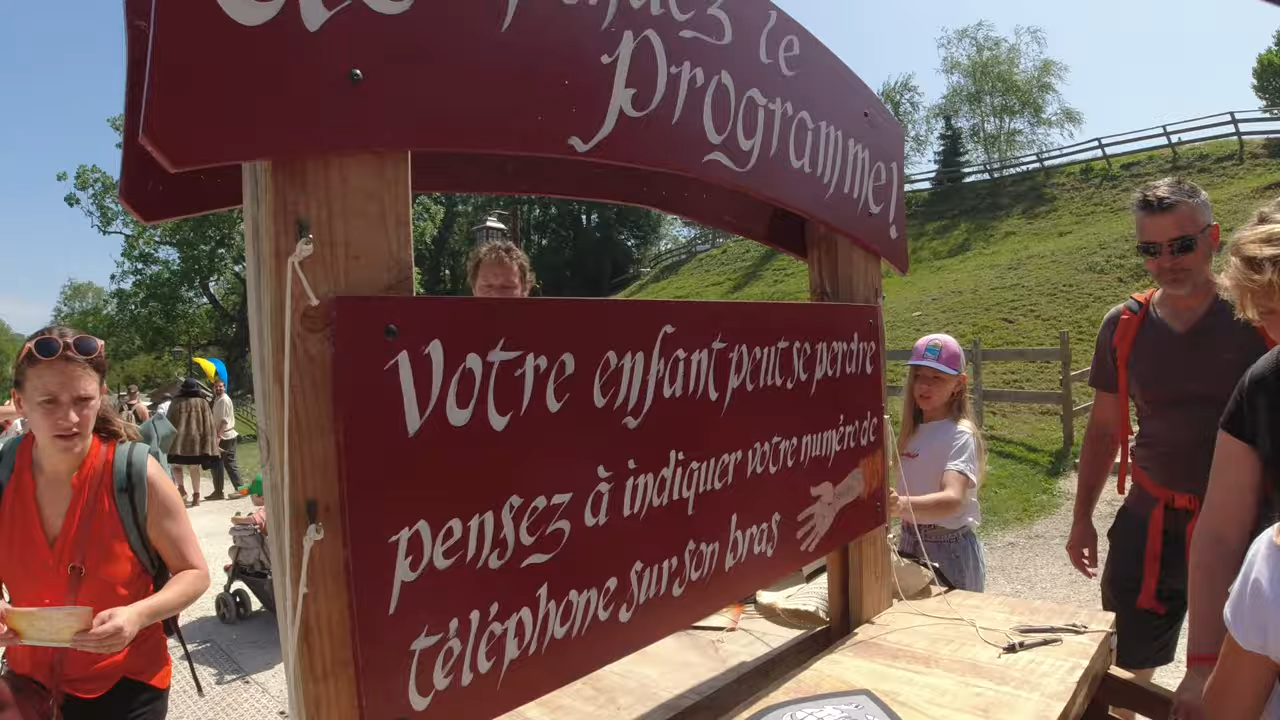 le
Programme!
Votre enfant peut se perdre
pensez à indiquer votre numéro de
téléphone sur son bras